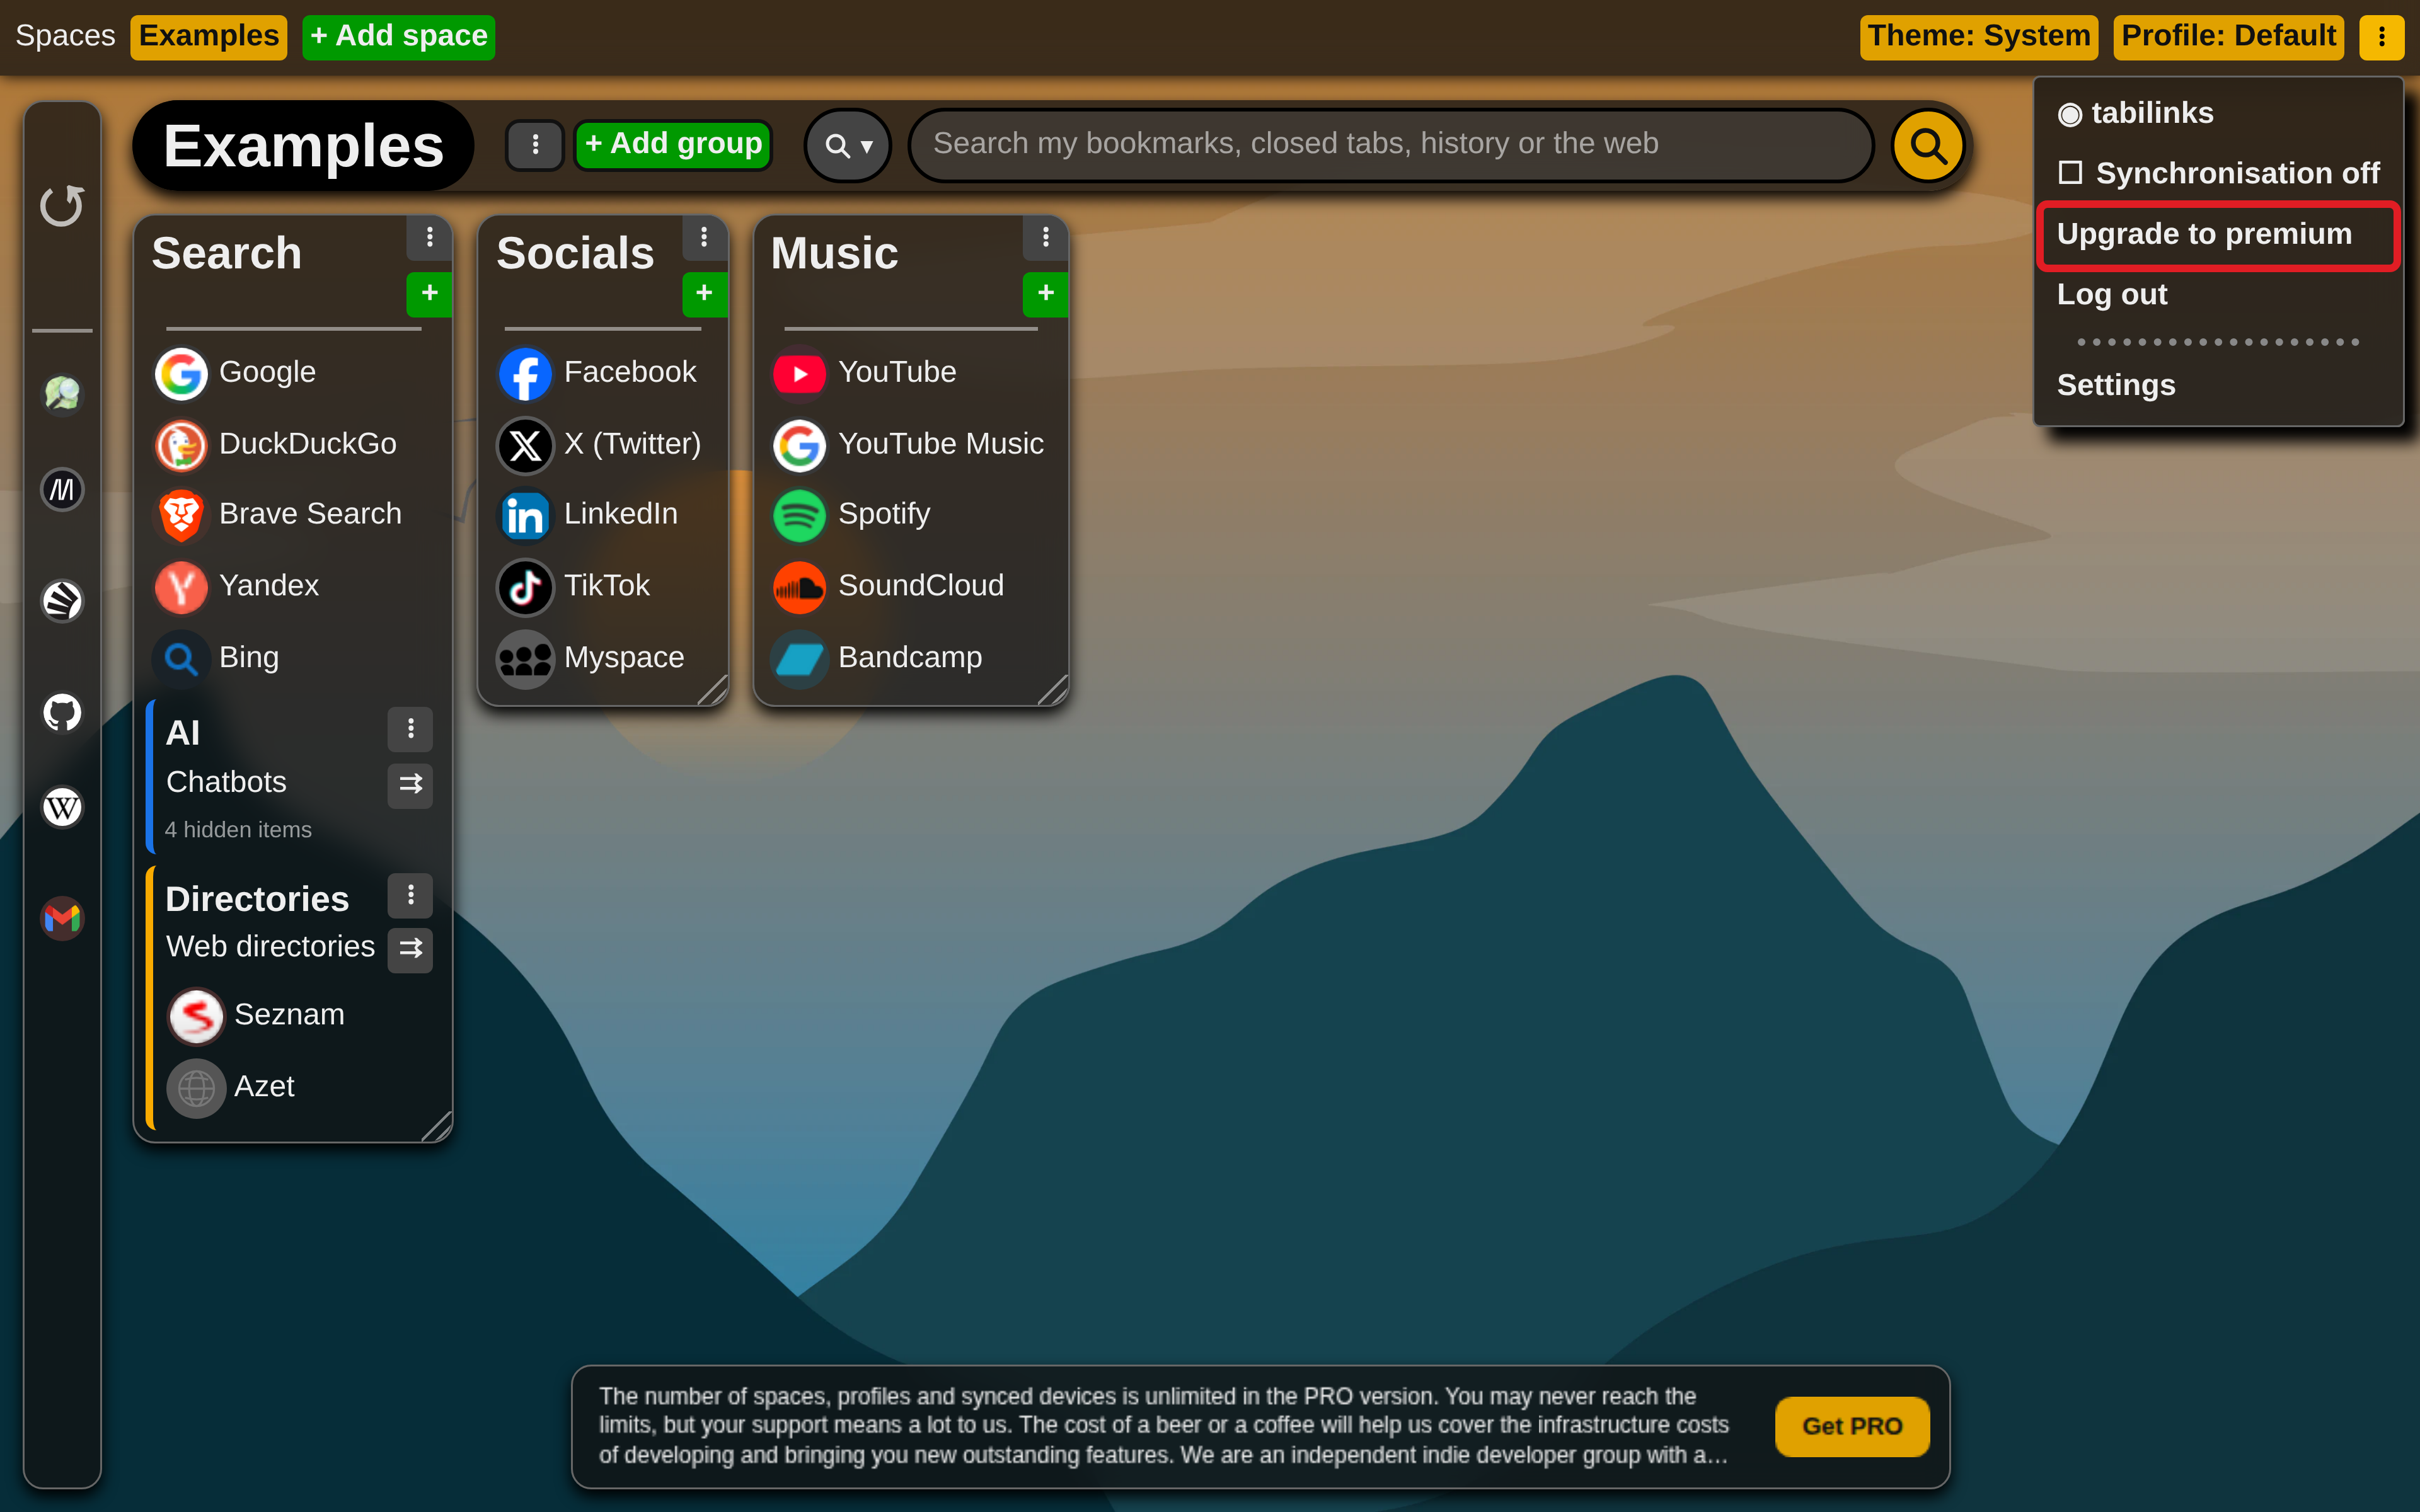 Spaces Examples + Add space Theme: System Profile: Default
tabilinks
Synchronisation off
Upgrade to premium
Log out
Settings
Examples + Add group Search my bookmarks, closed tabs, history or the web
Search
Google
DuckDuckGo
Brave Search
Yandex
Bing
AI
Chatbots
4 hidden items
Directories
Web directories
Seznam
Azet
Socials
Facebook
X (Twitter)
LinkedIn
TikTok
Myspace
Music
YouTube
YouTube Music
Spotify
SoundCloud
Bandcamp
The number of spaces, profiles and synced devices is unlimited in the PRO version. You may never reach the
limits, but your support means a lot to us. The cost of a beer or a coffee will help us cover the infrastructure costs
of developing and bringing you new outstanding features. We are an independent indie developer group with a…
Get PRO